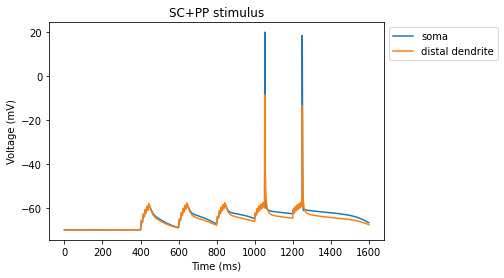 SC+PP stimulus
20
0
−20
−40
−60
Voltage (mV)
0 200 400 600 800 1000 1200 1400 1600
Time (ms)
soma
distal dendrite